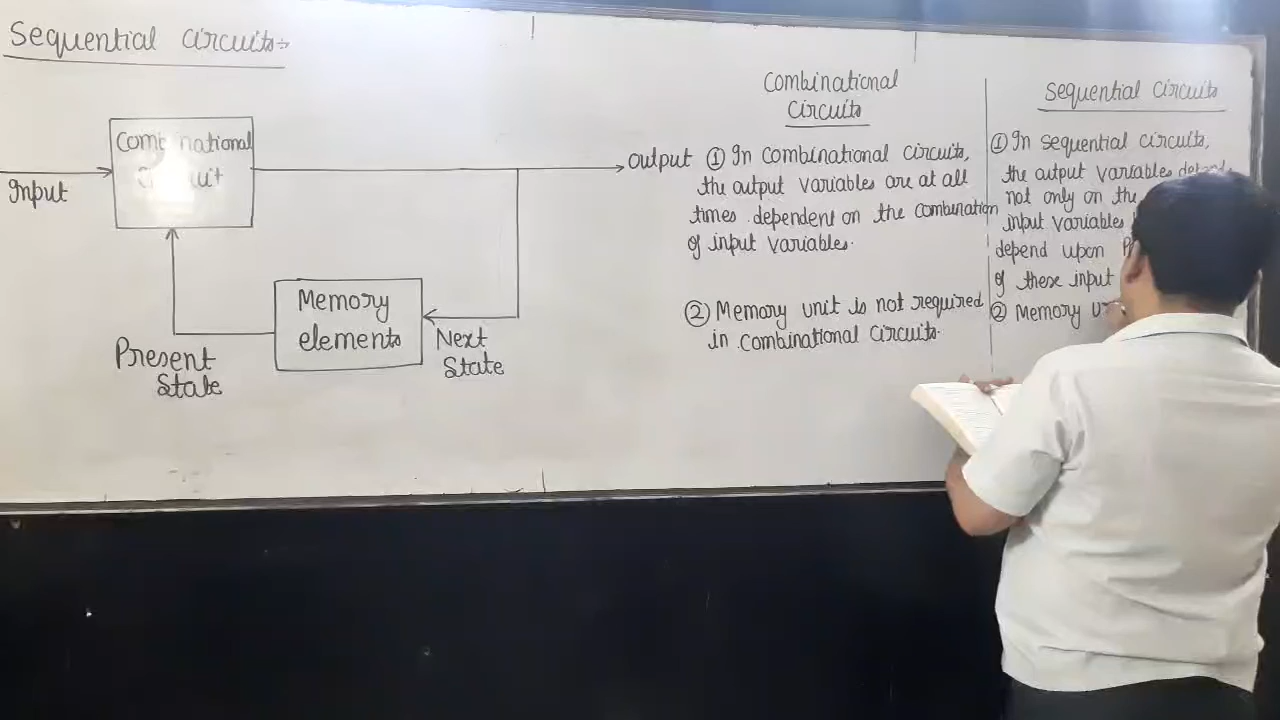 Sequential Circuits:-
Combinational
Circuit
Input
Output
Memory
elements
Present
State
Next
State
Combinational
Circuits
① In Combinational Circuits,
the output variables are at all
times dependent on the combination
of input variables.
② Memory unit is not required
in combinational circuits.
Sequential Circuits
① In sequential circuits,
the output variables depend
not only on the
input variables
depend upon
of these input
② Memory